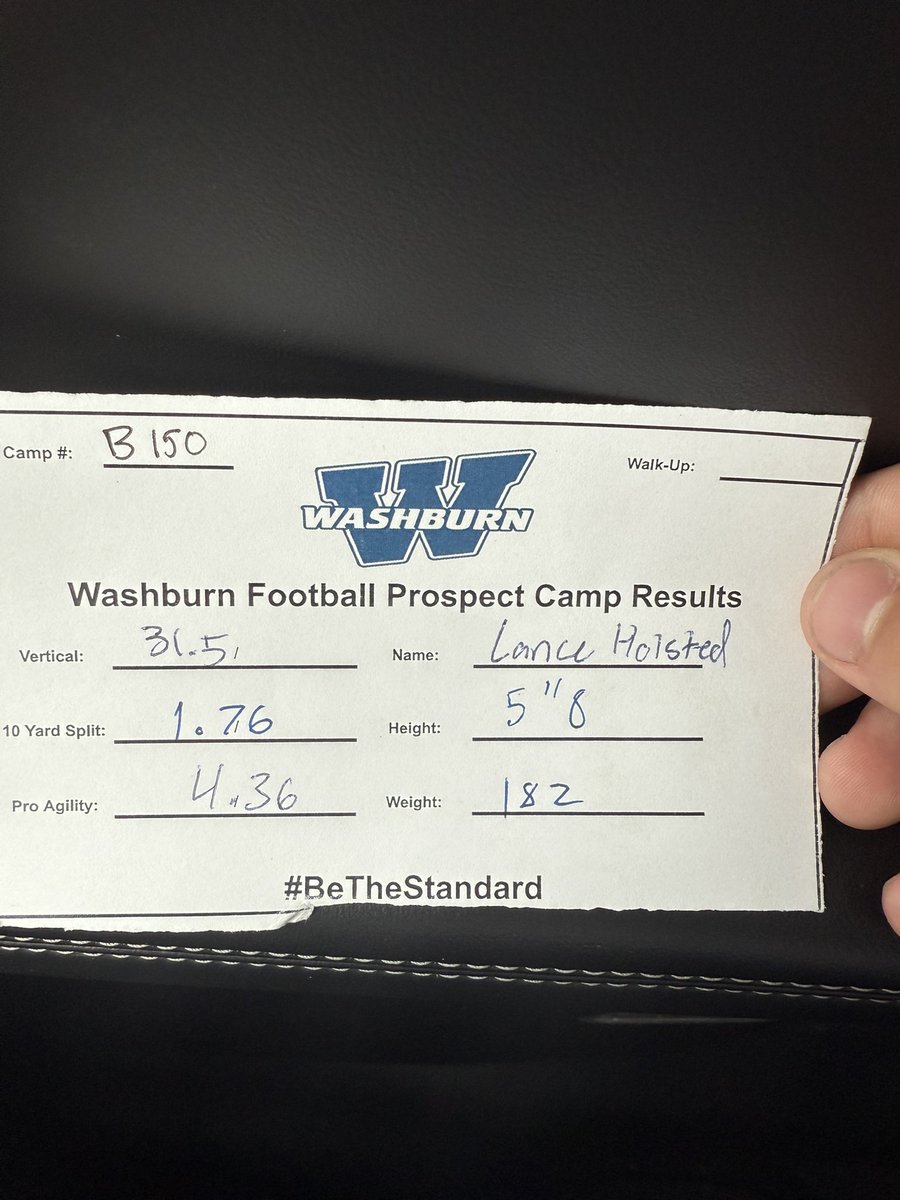 Camp #: B 150
Walk-Up:
WASHBURN
Washburn Football Prospect Camp Results
Vertical: 31.5 Name: Lance Holsted
10 Yard Split: 1.76 Height: 5"8
Pro Agility: 4.36 Weight: 182
#BeTheStandard